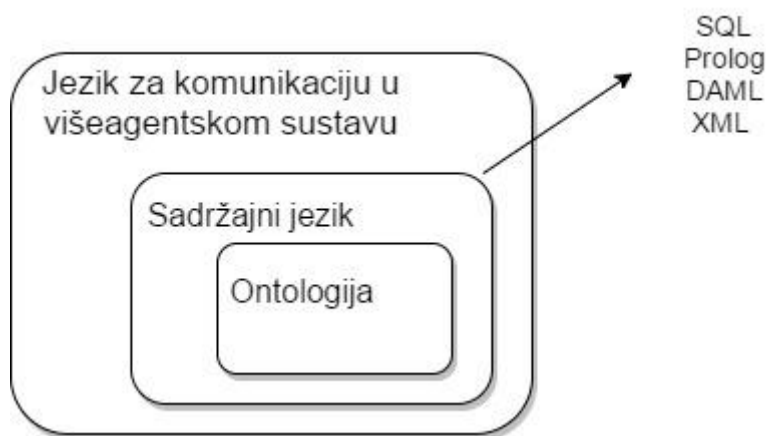 Jezik za komunikaciju u
višeagentskom sustavu
Sadržajni jezik
Ontologija
SQL
Prolog
DAML
XML